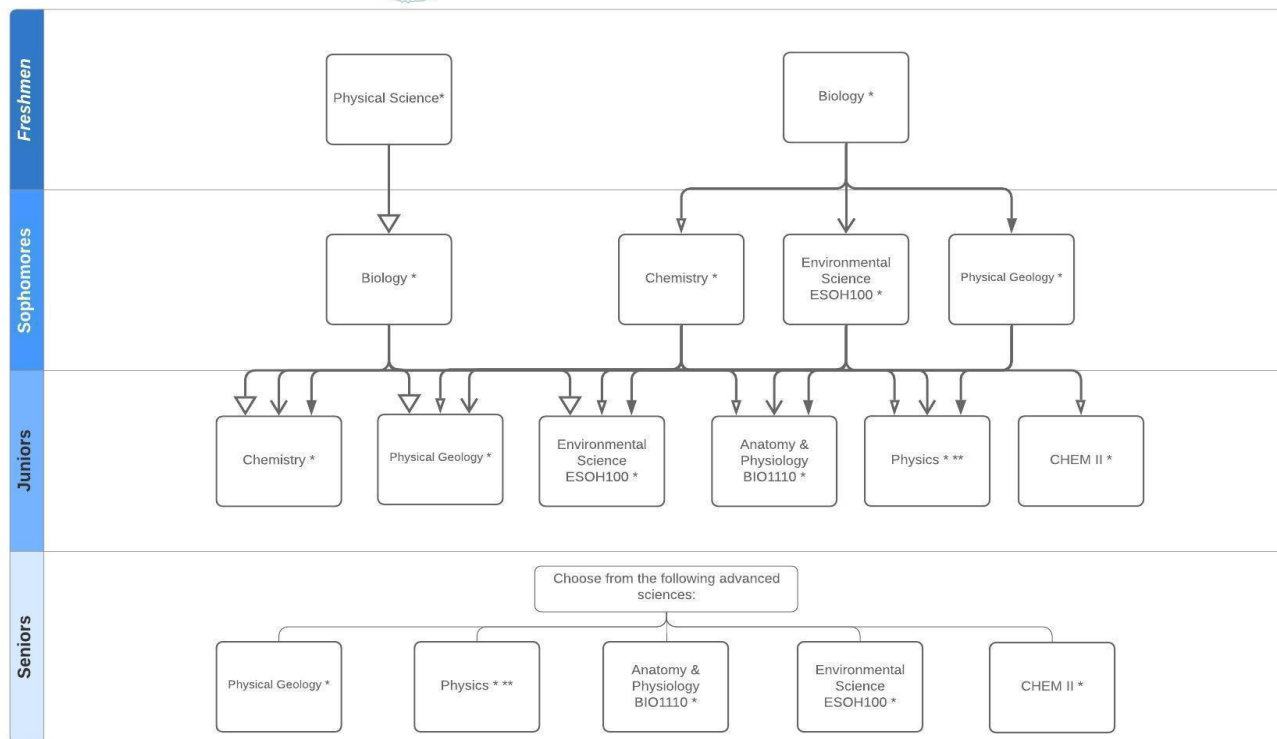 Freshmen
Physical Science*
Biology *
Sophomores
Biology *
Chemistry *
Environmental
Science
ESOH100 *
Physical Geology *
Juniors
Chemistry *
Physical Geology *
Environmental
Science
ESOH100 *
Anatomy &
Physiology
BIO1110 *
Physics * **
CHEM II *
Seniors
Choose from the following advanced
sciences:
Physical Geology *
Physics * **
Anatomy &
Physiology
BIO1110 *
Environmental
Science
ESOH100 *
CHEM II *